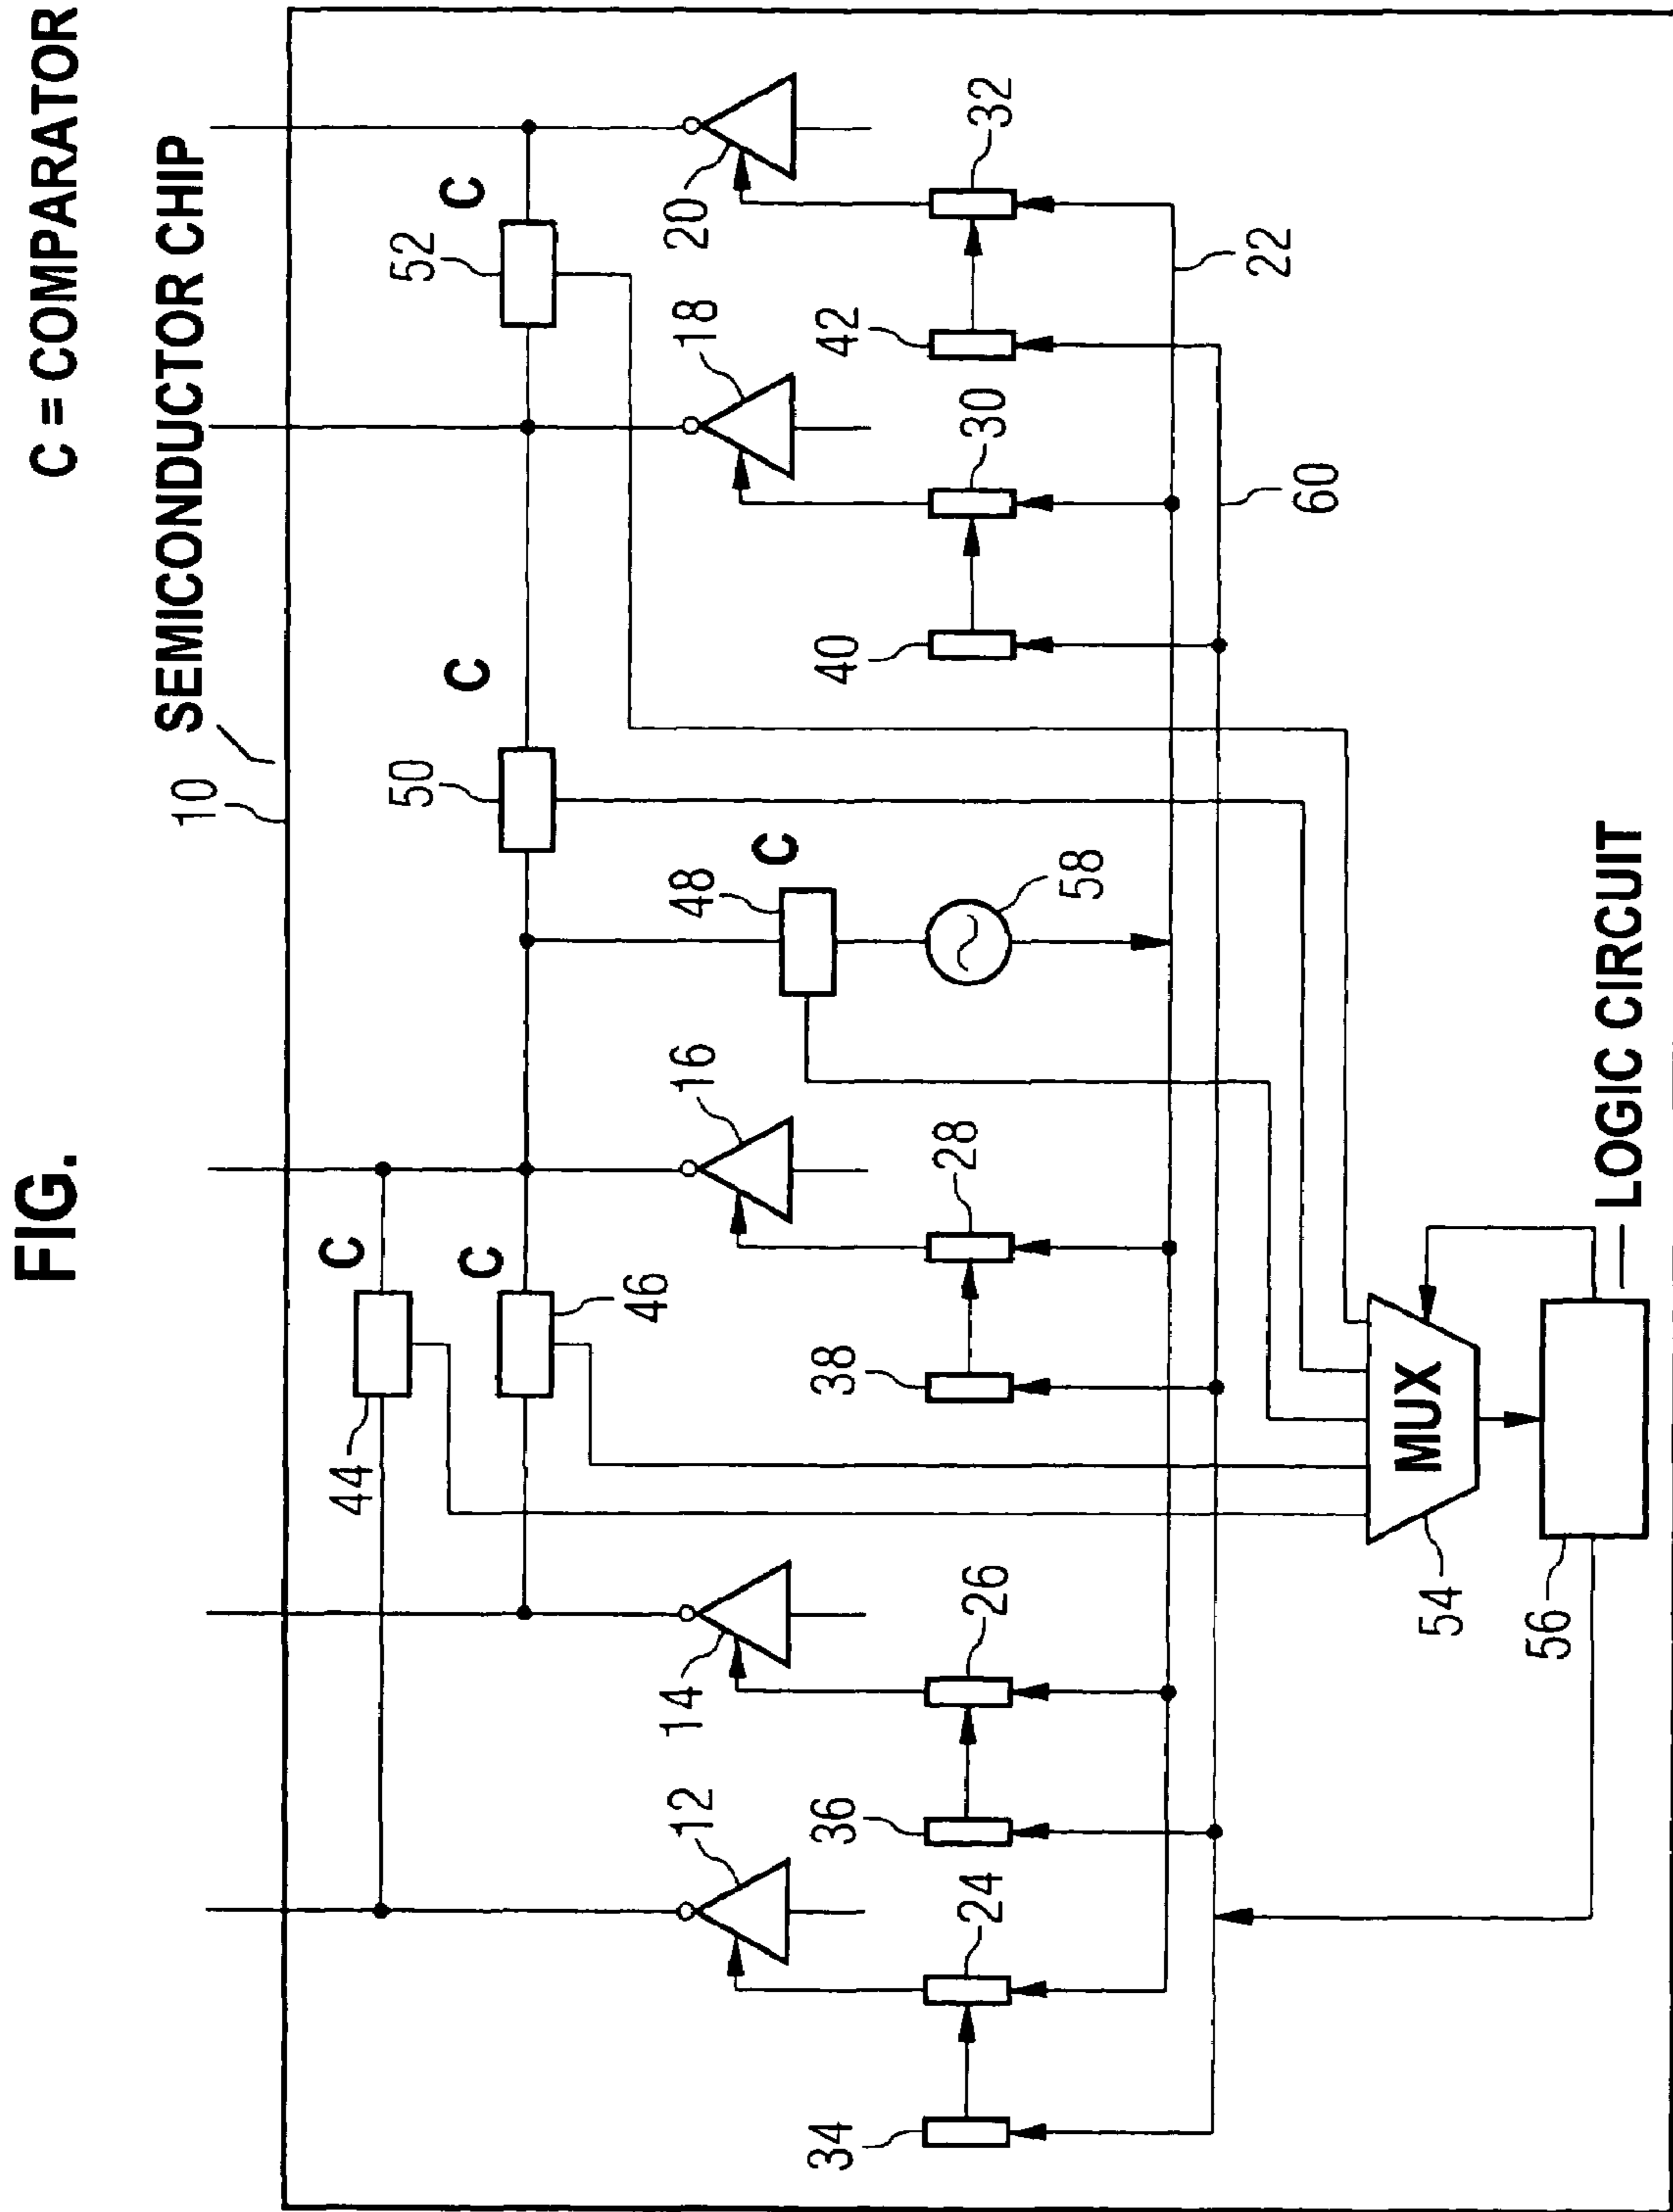 FIG.
C = COMPARATOR
SEMICONDUCTOR CHIP
10
44
C
C
46
50
C
52
C
12
14
16
48
C
18
20
58
34
24
36
26
38
28
40
30
42
32
22
60
54
MUX
56
LOGIC CIRCUIT